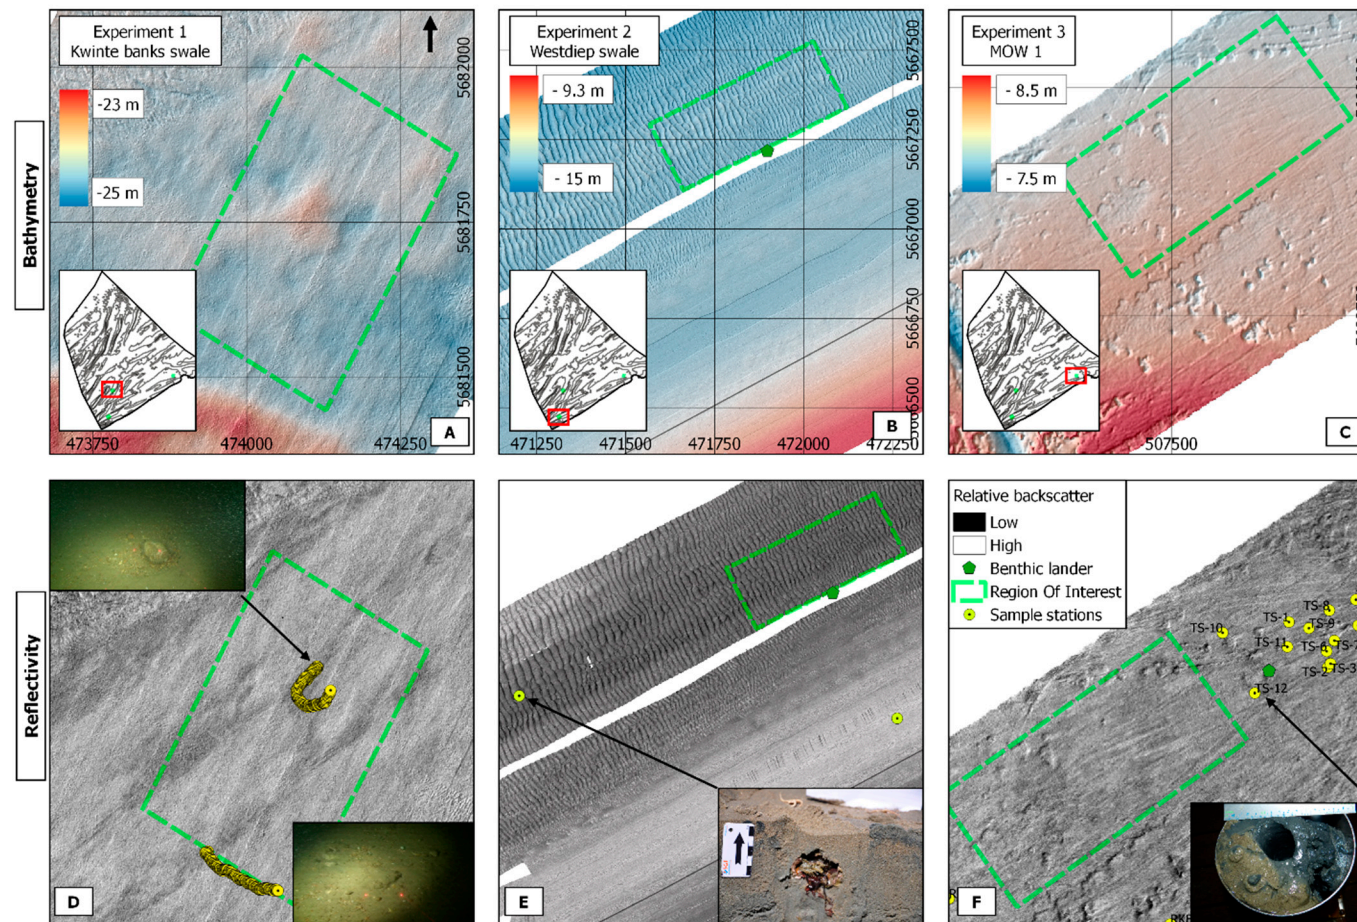 Bathymetry
Experiment 1
Kwinte banks swale
-23 m
-25 m
5682000
5681750
5681500
473750
474000
474250
A
Experiment 2
Westdiep swale
- 9.3 m
- 15 m
5667500
5667250
5667000
5666750
5666500
471250
471500
471750
472000
472250
B
Experiment 3
MOW 1
- 8.5 m
- 7.5 m
507500
C
Reflectivity
D
E
Relative backscatter
Low
High
Benthic lander
Region Of Interest
Sample stations
TS-8
TS-1
TS-9
TS-10
TS-11
TS-6
TS-2
TS-3
TS-12
F